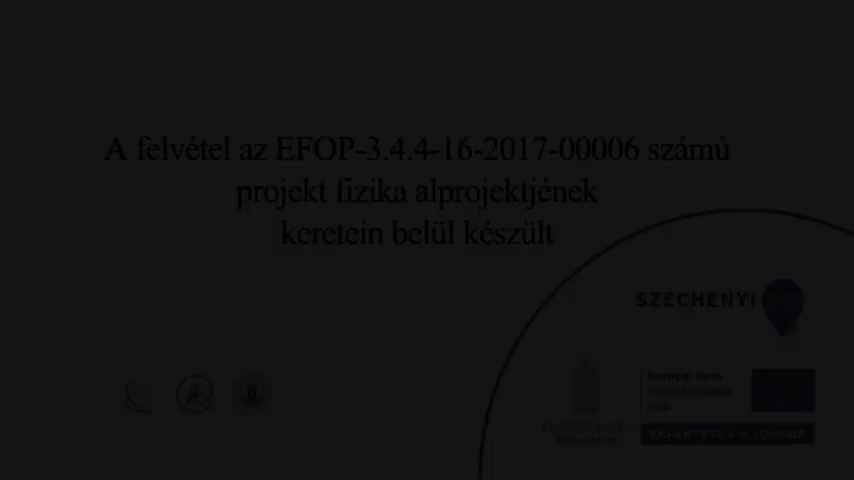 A felvétel az EFOP-3.4.4-16-2017-00006 számú
projekt fizika alprojektjének
keretein belül készült
SZÉCHENYI
Európai Unió
BEFEKTETÉS A JÖVŐBE